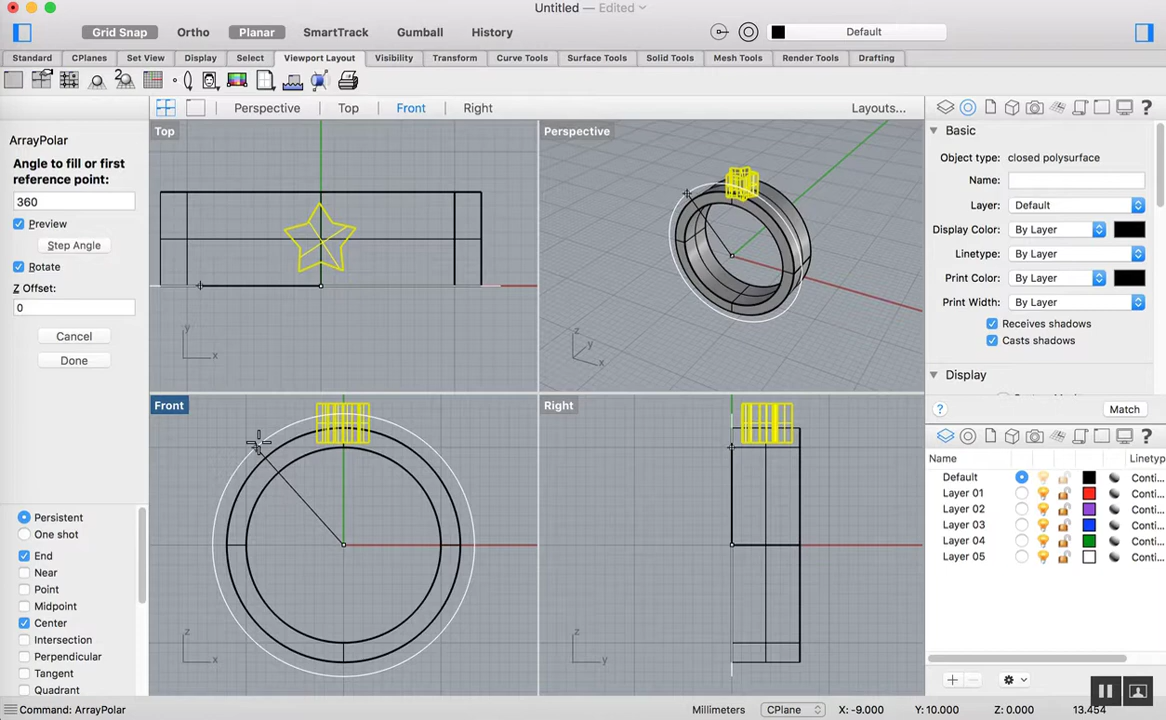 Untitled — Edited
Grid Snap Ortho Planar SmartTrack Gumball History Default
Standard CPlanes Set View Display Select Viewport Layout Visibility Transform Curve Tools Surface Tools Solid Tools Mesh Tools Render Tools Drafting
Perspective Top Front Right Layouts...
ArrayPolar
Angle to fill or first
reference point:
360
Preview
Step Angle
Rotate
Z Offset:
0
Cancel
Done
Persistent
One shot
End
Near
Point
Midpoint
Center
Intersection
Perpendicular
Tangent
Quadrant
Top
y
x
Perspective
z
y
x
Front
z
x
Right
z
y
?
Basic
Object type: closed polysurface
Name:
Layer: Default
Display Color: By Layer
Linetype: By Layer
Print Color: By Layer
Print Width: By Layer
Receives shadows
Casts shadows
Display
? Match
?
Name Linetyp
Default Conti...
Layer 01 Conti...
Layer 02 Conti...
Layer 03 Conti...
Layer 04 Conti...
Layer 05 Conti...
Command: ArrayPolar Millimeters CPlane X: -9.000 Y: 10.000 Z: 0.000 13.454